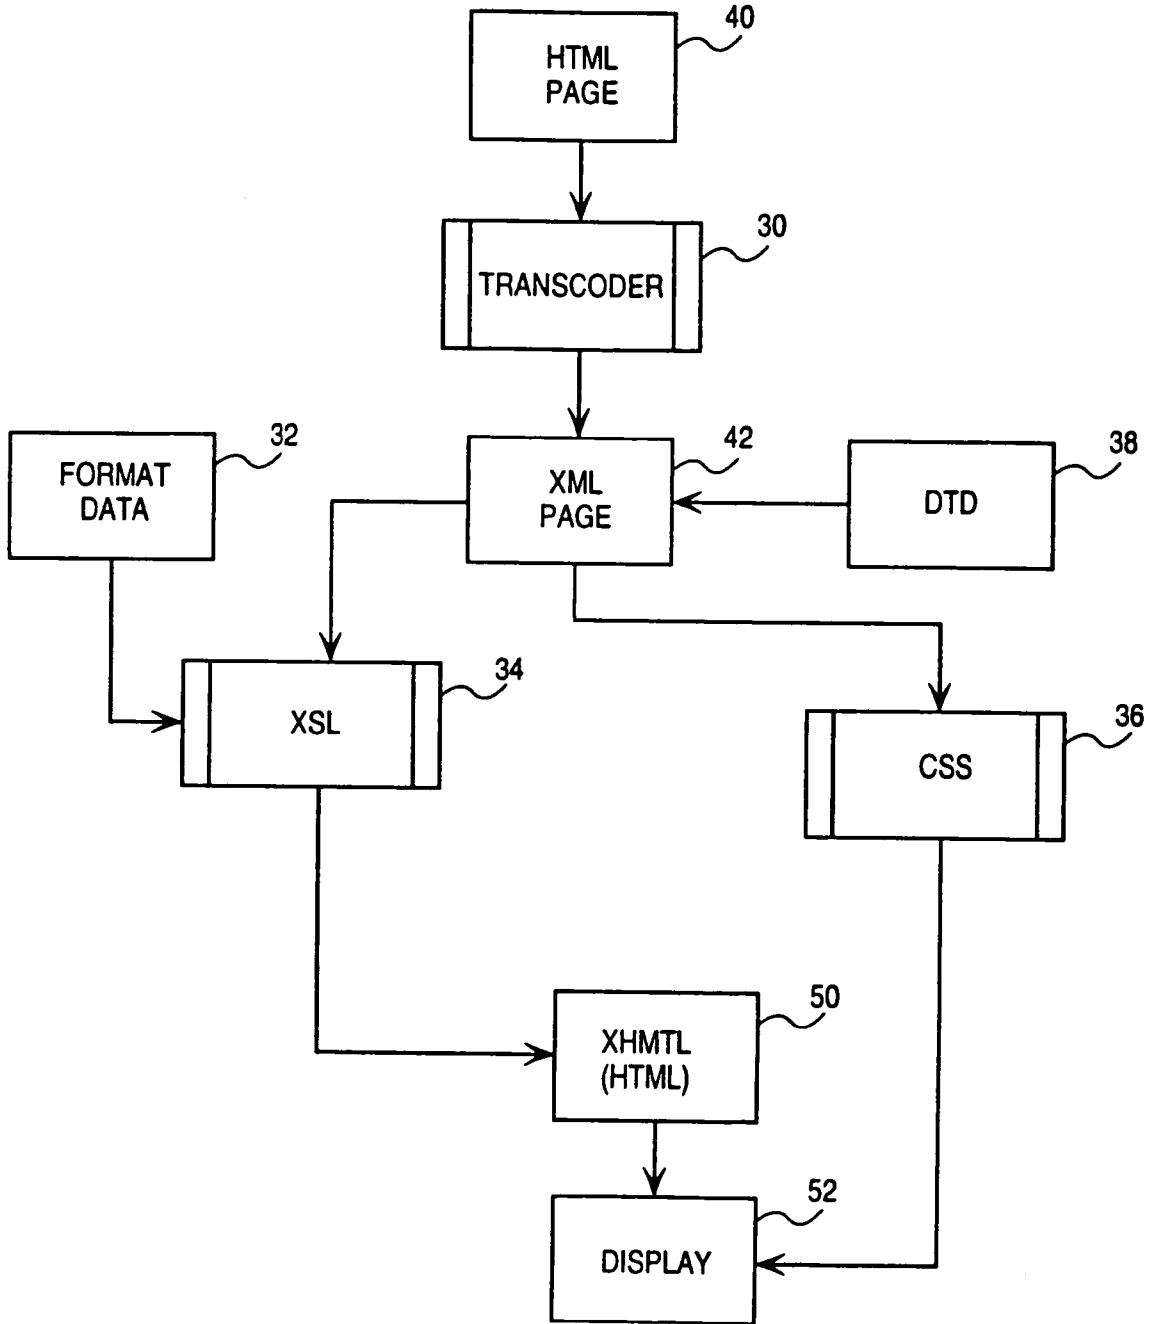 40
HTML
PAGE
30
TRANSCODER
32
FORMAT
DATA
42
XML
PAGE
38
DTD
34
XSL
36
CSS
50
XHMTL
(HTML)
52
DISPLAY